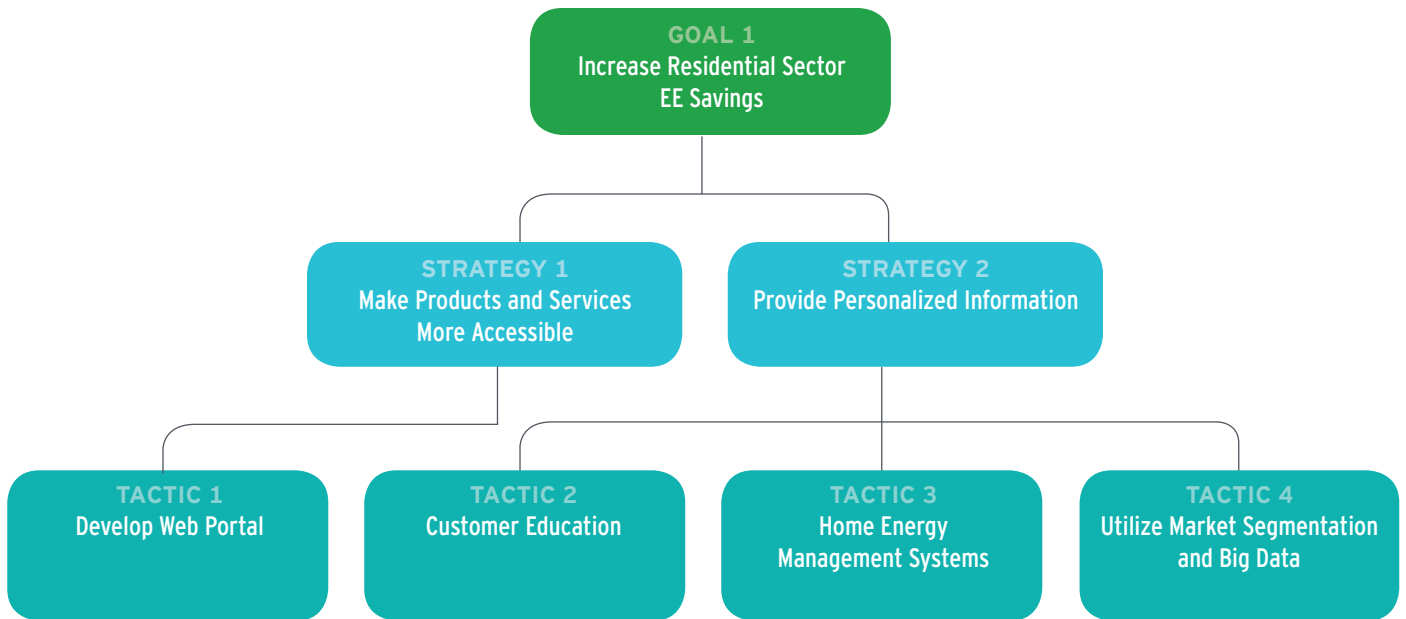 GOAL 1
Increase Residential Sector
EE Savings
STRATEGY 1
Make Products and Services
More Accessible
STRATEGY 2
Provide Personalized Information
TACTIC 1
Develop Web Portal
TACTIC 2
Customer Education
TACTIC 3
Home Energy
Management Systems
TACTIC 4
Utilize Market Segmentation
and Big Data